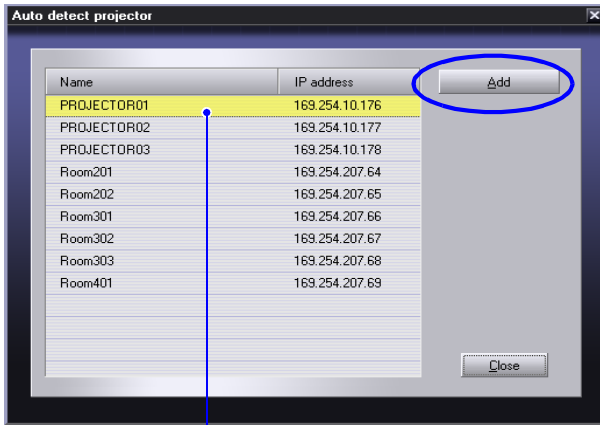 Auto detect projector
Name IP address Add
PROJECTOR01 169.254.10.176
PROJECTOR02 169.254.10.177
PROJECTOR03 169.254.10.178
Room201 169.254.207.64
Room202 169.254.207.65
Room301 169.254.207.66
Room302 169.254.207.67
Room303 169.254.207.68
Room401 169.254.207.69
Close